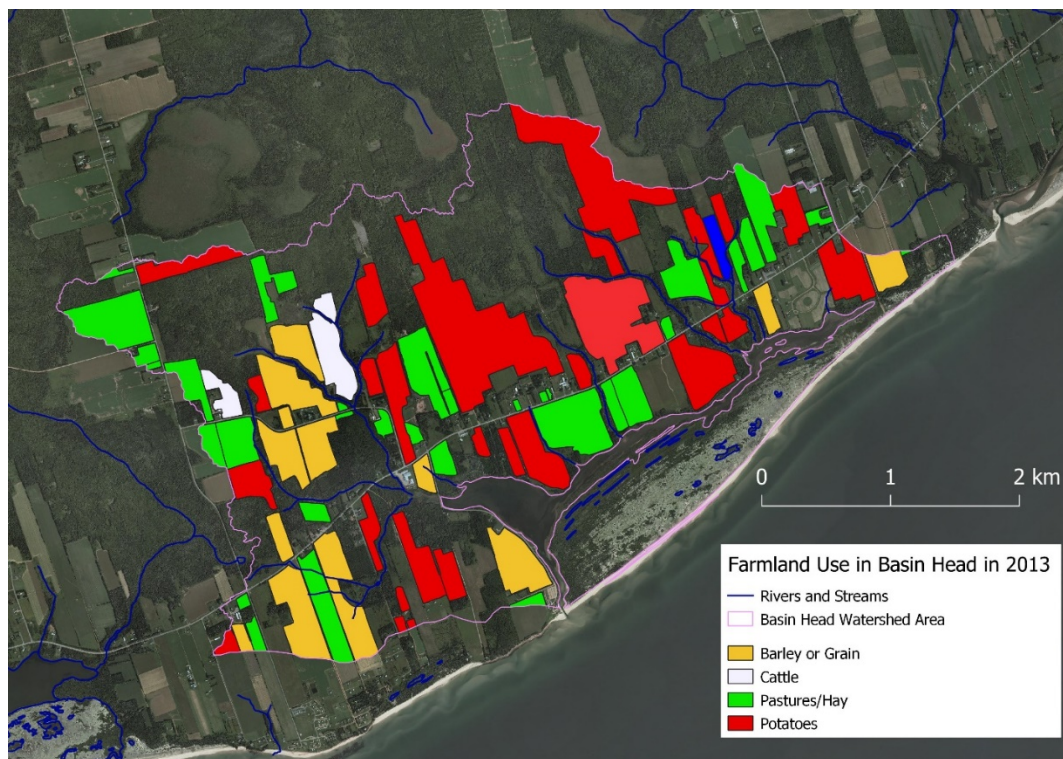 0 1 2 km
Farmland Use in Basin Head in 2013
Rivers and Streams
Basin Head Watershed Area
Barley or Grain
Cattle
Pastures/Hay
Potatoes